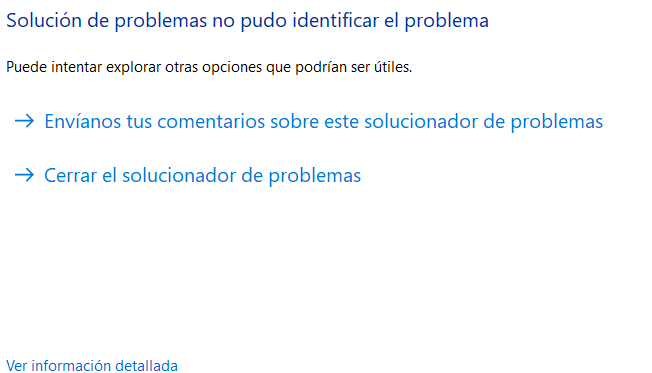 Solución de problemas no pudo identificar el problema
Puede intentar explorar otras opciones que podrían ser útiles.
Envíanos tus comentarios sobre este solucionador de problemas
Cerrar el solucionador de problemas
Ver información detallada